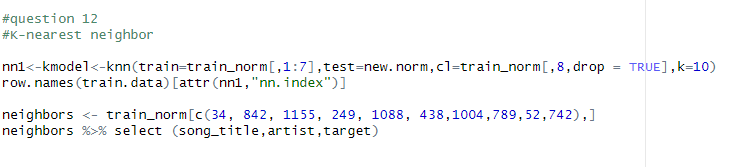 #question 12
#K-nearest neighbor
nn1<-kmodel<-knn(train=train_norm[,1:7],test=new.norm,cl=train_norm[,8,drop = TRUE],k=10)
row.names(train.data)[attr(nn1,"nn.index")]
neighbors <- train_norm[c(34, 842, 1155, 249, 1088, 438,1004,789,52,742),]
neighbors %>% select (song_title,artist,target)